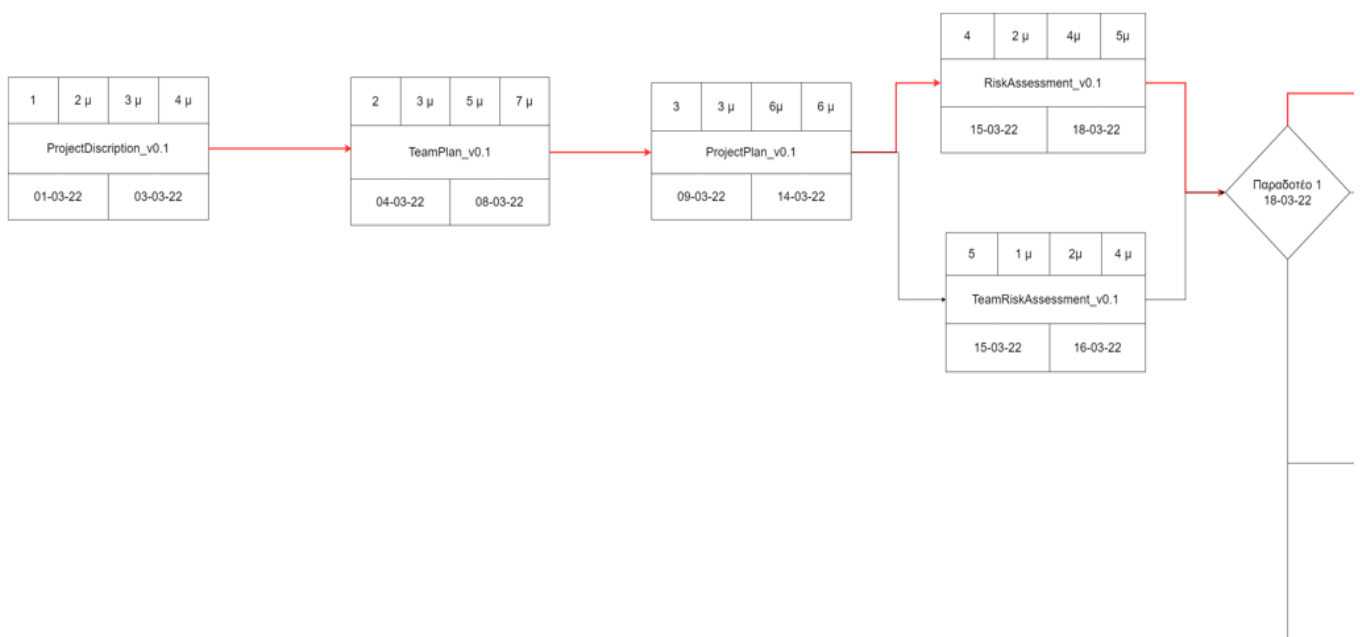 1 2 μ 3 μ 4 μ
ProjectDiscription_v0.1
01-03-22 03-03-22
2 3 μ 5 μ 7 μ
TeamPlan_v0.1
04-03-22 08-03-22
3 3 μ 6μ 6 μ
ProjectPlan_v0.1
09-03-22 14-03-22
4 2 μ 4μ 5μ
RiskAssessment_v0.1
15-03-22 18-03-22
5 1 μ 2μ 4 μ
TeamRiskAssessment_v0.1
15-03-22 16-03-22
Παραδοτέο 1
18-03-22